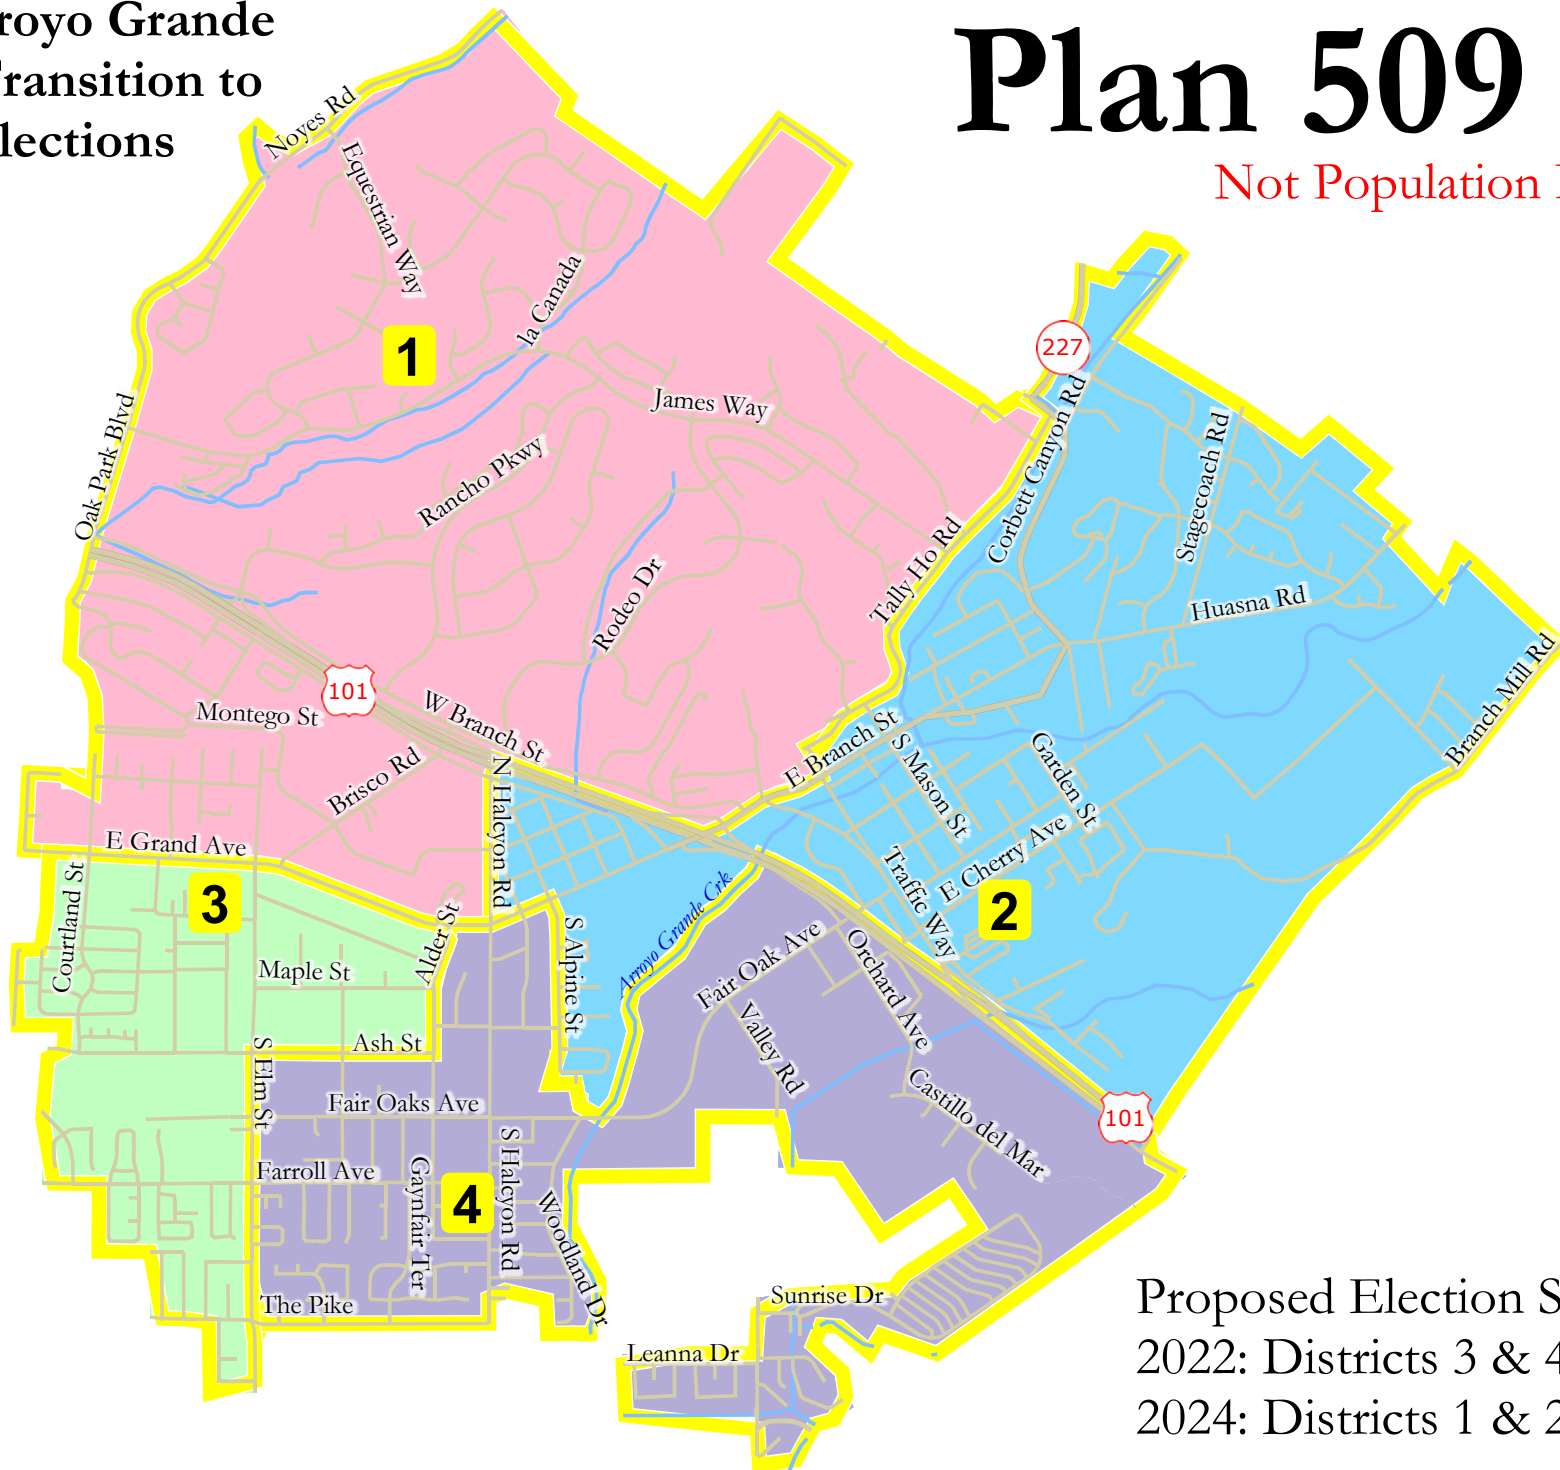 royo Grande
ransition to
lections
Plan 509
Not Population
Noyes Rd
Equestrian Way
la Canada
1
227
James Way
Corbett Canyon Rd
Stagecoach Rd
Oak Park Blvd
Rancho Pkwy
Tally Ho Rd
Rodeo Dr
Huasna Rd
Branch Mill Rd
101
Montego St
W Branch St
E Branch St
S Mason St
Garden St
Brisco Rd
N Halcyon Rd
E Grand Ave
E Cherry Ave
Traffic Way
3
2
Courtland St
Alder St
S Alpine St
Arroyo Grande Crk
Maple St
Fair Oak Ave
Orchard Ave
Valley Rd
Ash St
S Elm St
Fair Oaks Ave
Castillo del Mar
101
Farroll Ave
Gaynfair Ter
4
S Halcyon Rd
Woodland Dr
The Pike
Sunrise Dr
Leanna Dr
Proposed Election S
2022: Districts 3 & 4
2024: Districts 1 & 2